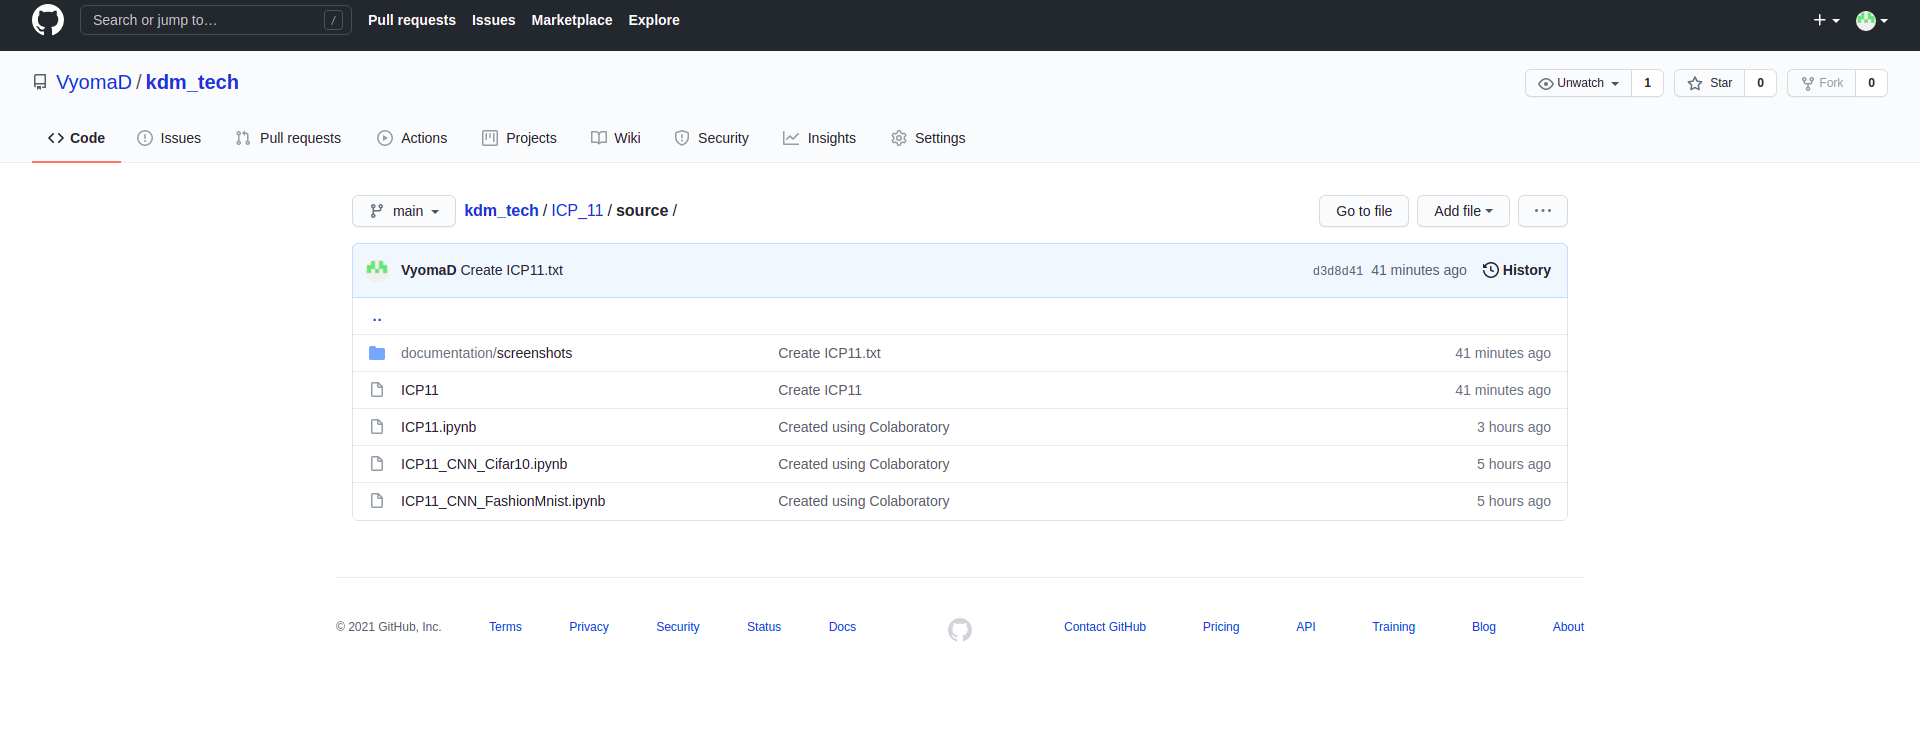 Search or jump to… / Pull requests Issues Marketplace Explore
VyomaD / kdm_tech Unwatch 1 Star 0 Fork 0
Code Issues Pull requests Actions Projects Wiki Security Insights Settings
main kdm_tech / ICP_11 / source / Go to file Add file ···
VyomaD Create ICP11.txt d3d8d41 41 minutes ago History
..
documentation/screenshots Create ICP11.txt 41 minutes ago
ICP11 Create ICP11 41 minutes ago
ICP11.ipynb Created using Colaboratory 3 hours ago
ICP11_CNN_Cifar10.ipynb Created using Colaboratory 5 hours ago
ICP11_CNN_FashionMnist.ipynb Created using Colaboratory 5 hours ago
© 2021 GitHub, Inc. Terms Privacy Security Status Docs Contact GitHub Pricing API Training Blog About